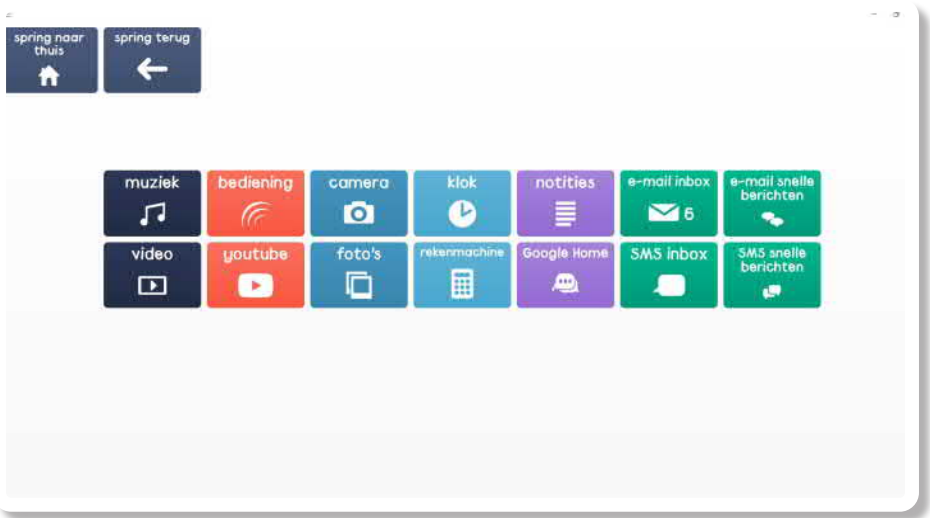 spring naar
thuis
spring terug
muziek
bediening
camera
klok
notities
e-mail inbox
6
e-mail snelle
berichten
video
youtube
foto's
rekenmachine
Google Home
SMS inbox
SMS snelle
berichten